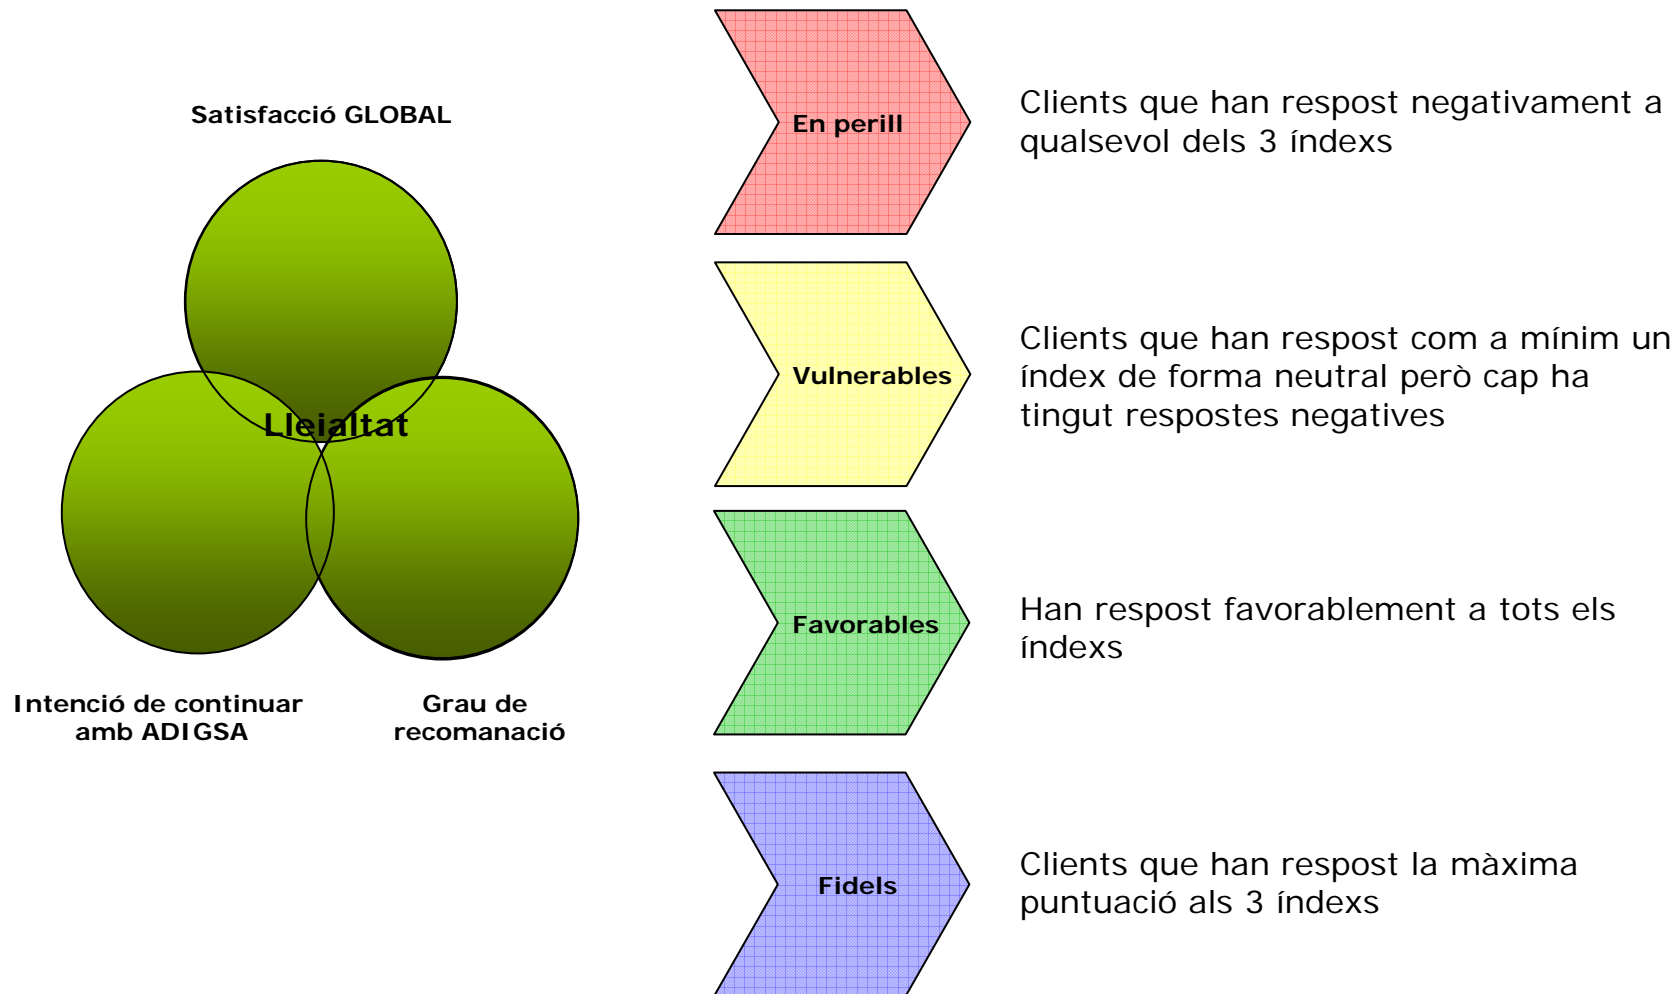 Satisfacció GLOBAL
Lleialtat
Intenció de continuar
amb ADIGSA
Grau de
recomanació
En perill
Clients que han respost negativament a
qualsevol dels 3 índexs
Vulnerables
Clients que han respost com a mínim un
índex de forma neutral però cap ha
tingut respostes negatives
Favorables
Han respost favorablement a tots els
índexs
Fidels
Clients que han respost la màxima
puntuació als 3 índexs